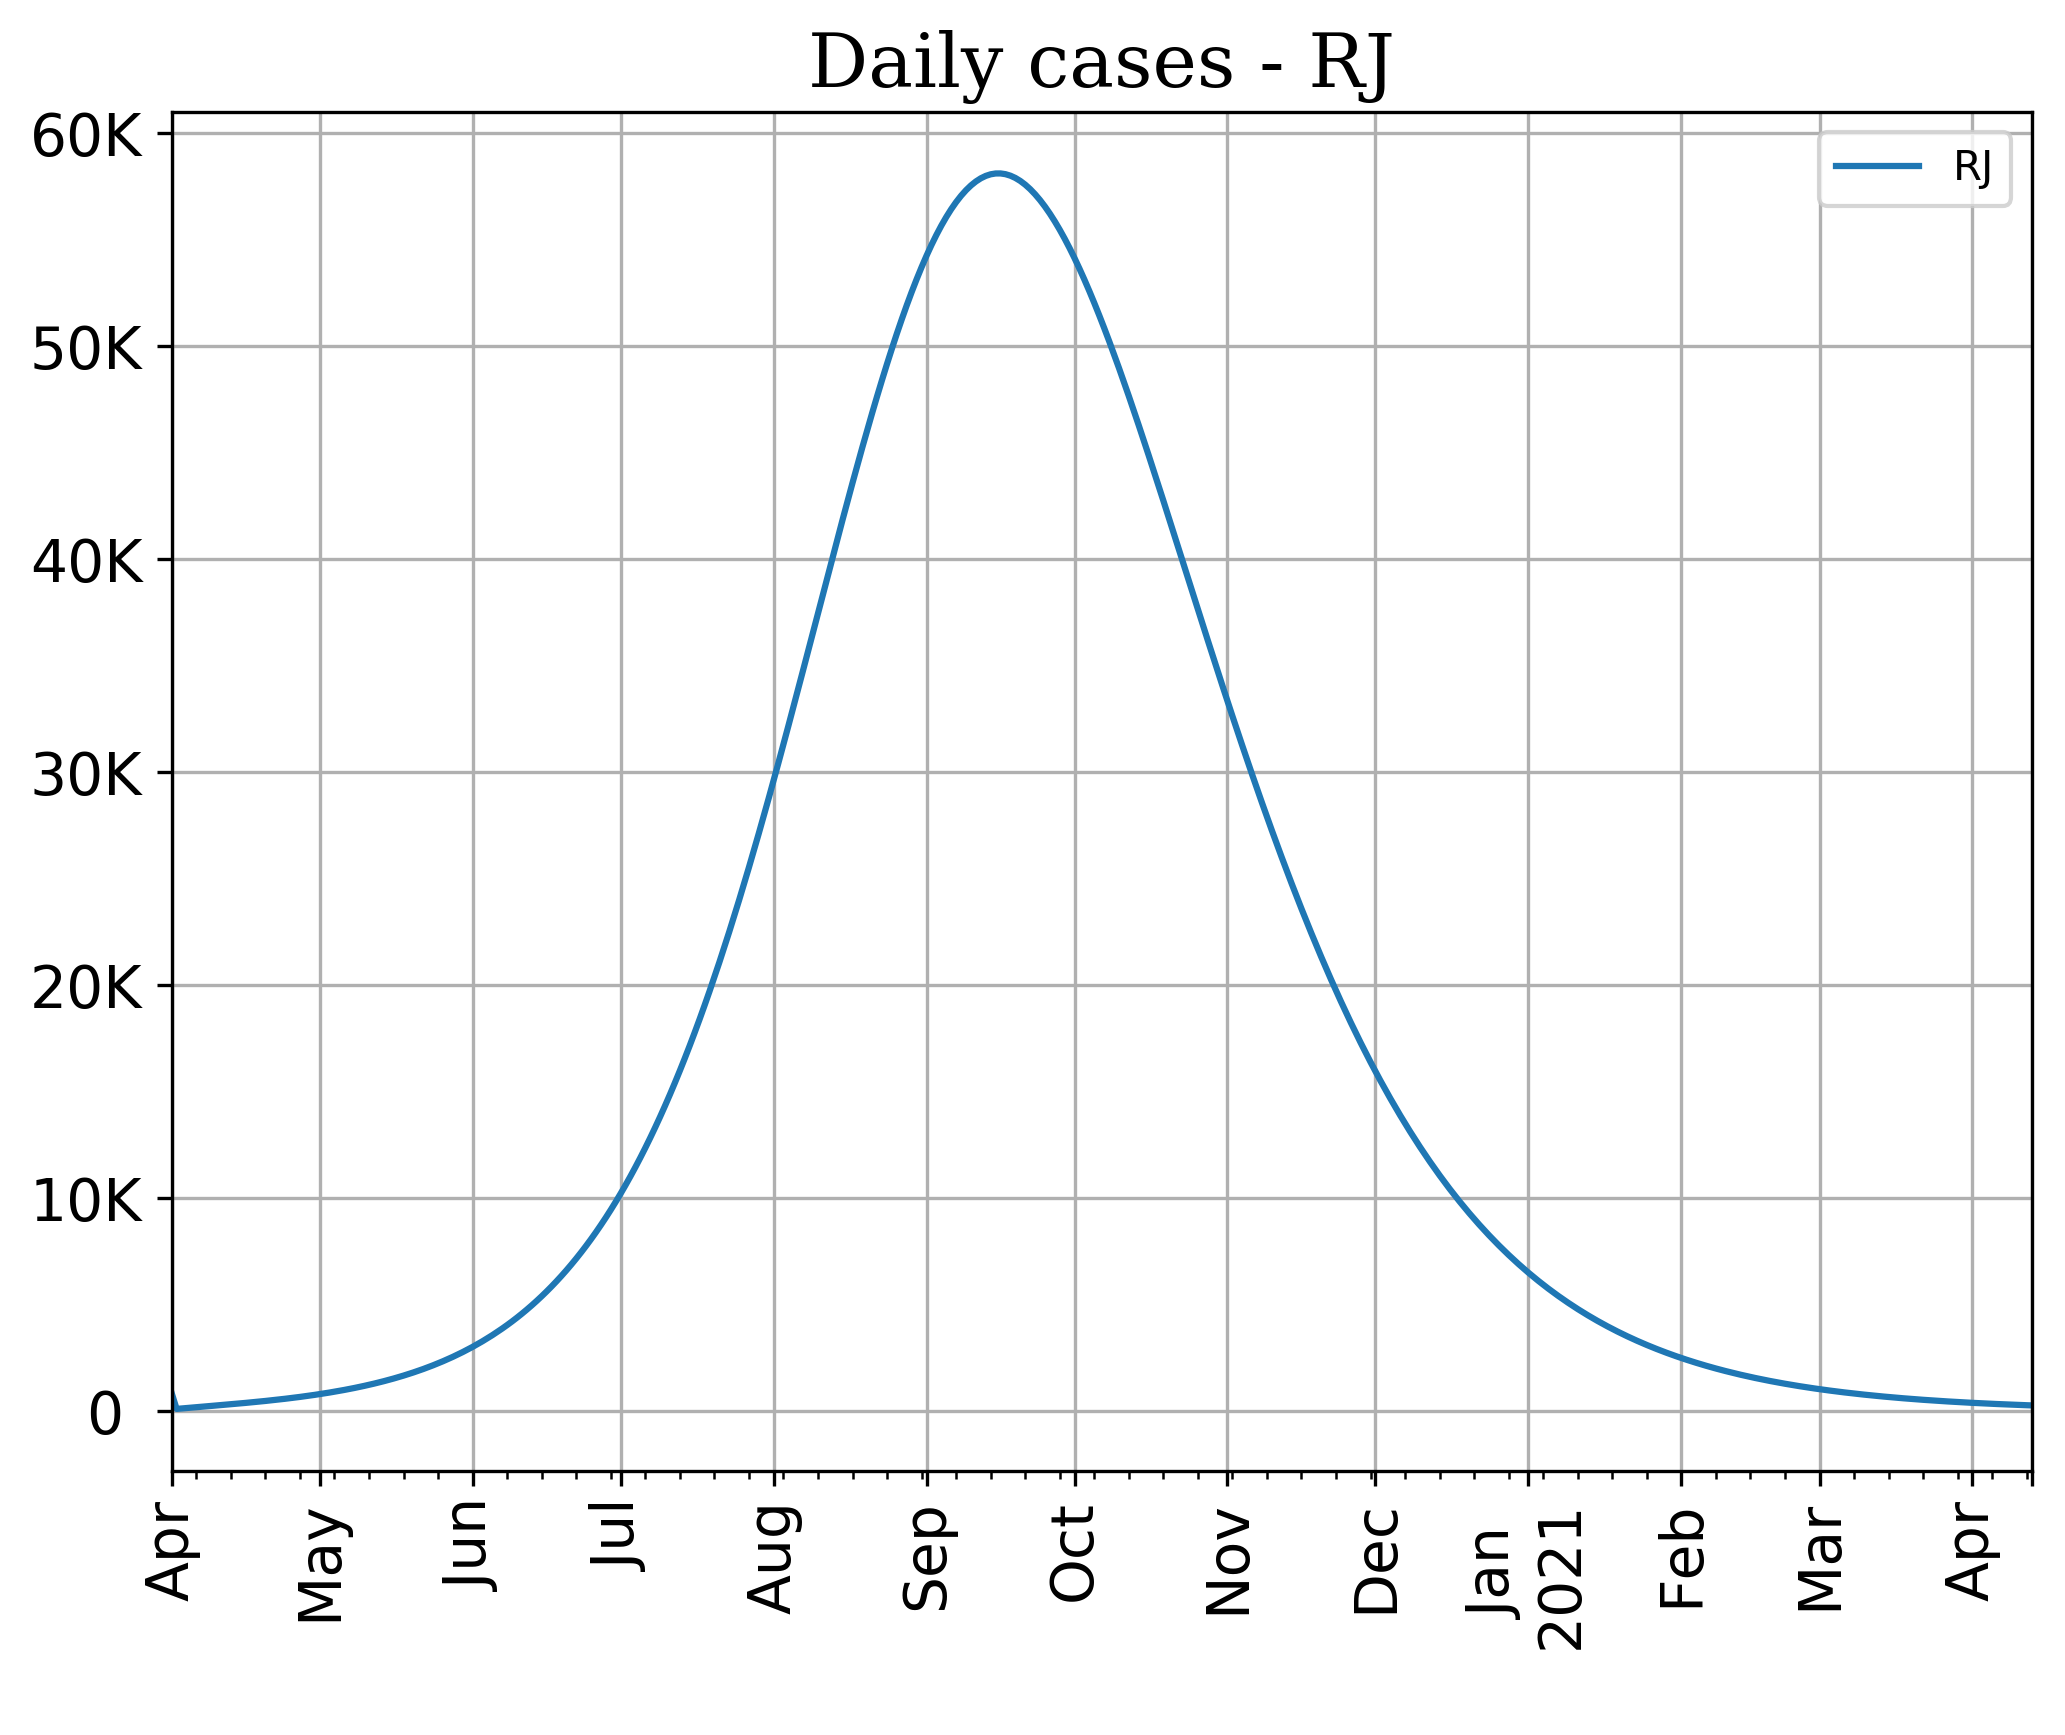 Daily cases - RJ
60K
50K
40K
30K
20K
10K
0
RJ
Apr
May
Jun
Jul
Aug
Sep
Oct
Nov
Dec
Jan
2021
Feb
Mar
Apr